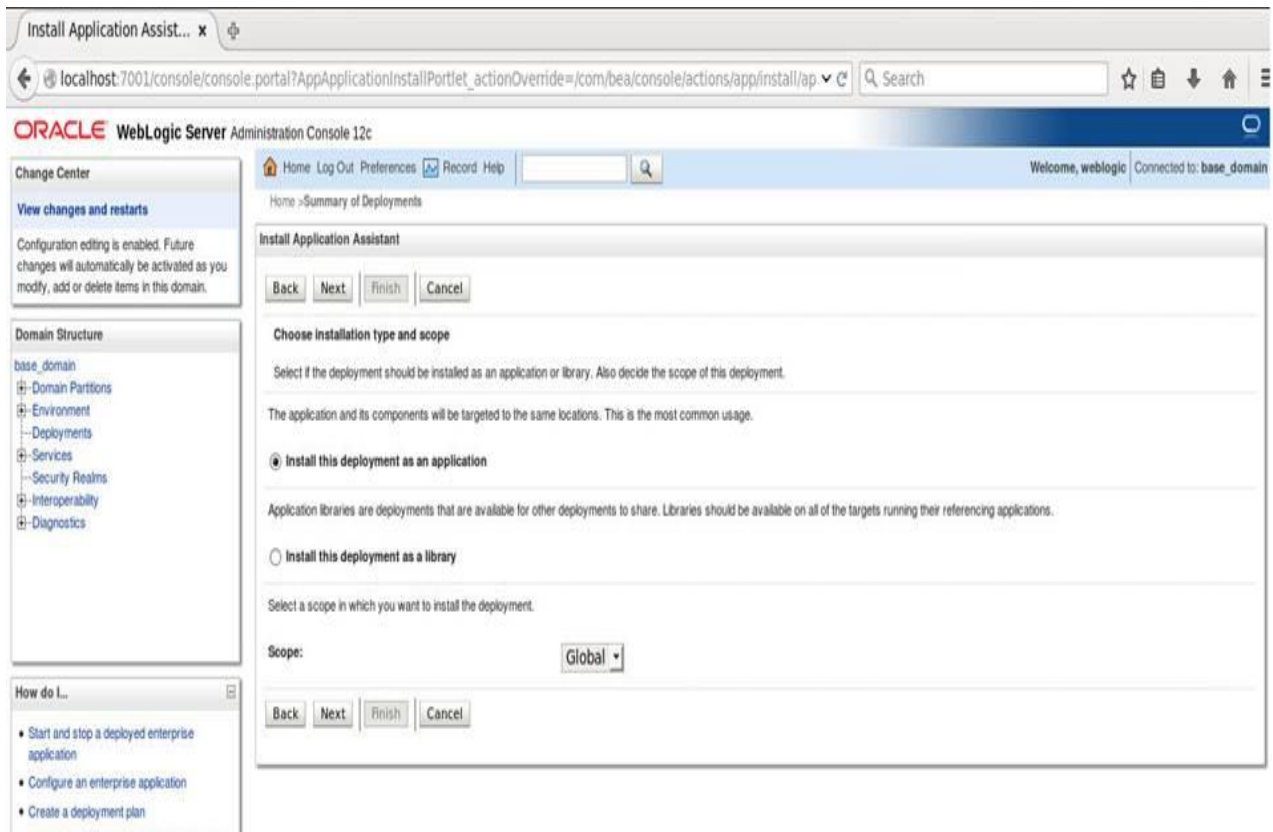 Install Application Assist... x
localhost:7001/console/console.portal?AppApplicationInstallPortlet_actionOverride=/com/bea/console/actions/app/install/ap
Search
ORACLE WebLogic Server Administration Console 12c
Change Center
View changes and restarts
Configuration editing is enabled. Future
changes will automatically be activated as you
modify, add or delete items in this domain.
Domain Structure
base_domain
Domain Partitions
Environment
Deployments
Services
Security Realms
Interoperability
Diagnostics
How do I...
• Start and stop a deployed enterprise
application
• Configure an enterprise application
• Create a deployment plan
Home Log Out Preferences Record Help
Welcome, weblogic Connected to: base_domain
Home >Summary of Deployments
Install Application Assistant
Back Next Finish Cancel
Choose installation type and scope
Select if the deployment should be installed as an application or library. Also decide the scope of this deployment.
The application and its components will be targeted to the same locations. This is the most common usage.
Install this deployment as an application
Application libraries are deployments that are available for other deployments to share. Libraries should be available on all of the targets running their referencing applications.
Install this deployment as a library
Select a scope in which you want to install the deployment.
Scope: Global
Back Next Finish Cancel